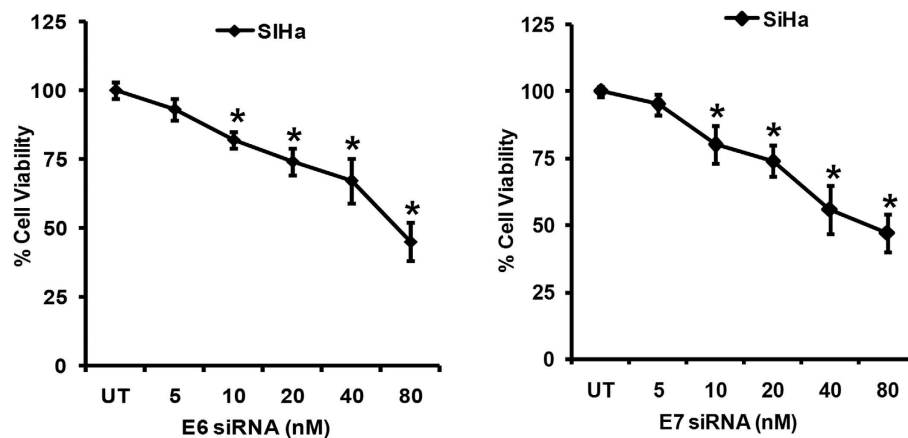 SIHa
125
100
75
50
25
0
% Cell Viability
* * * *
UT 5 10 20 40 80
E6 siRNA (nM)
SiHa
125
100
75
50
25
0
% Cell Viability
* * * *
UT 5 10 20 40 80
E7 siRNA (nM)